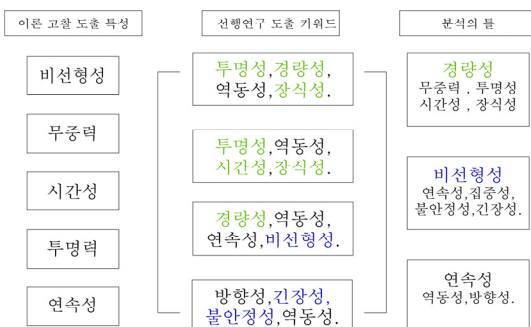 이론 고찰 도출 특성
비선형성
무중력
시간성
투명력
연속성
선행연구 도출 키워드
투명성,경량성,
역동성,장식성.
투명성,역동성,
시간성,장식성.
경량성,역동성,
연속성,비선형성.
방향성,긴장성,
불안정성,역동성.
분석의 틀
경량성
무중력 , 투명성
시간성 , 장식성
비선형성
연속성,집중성,
불안정성,긴장성.
연속성
역동성,방향성.